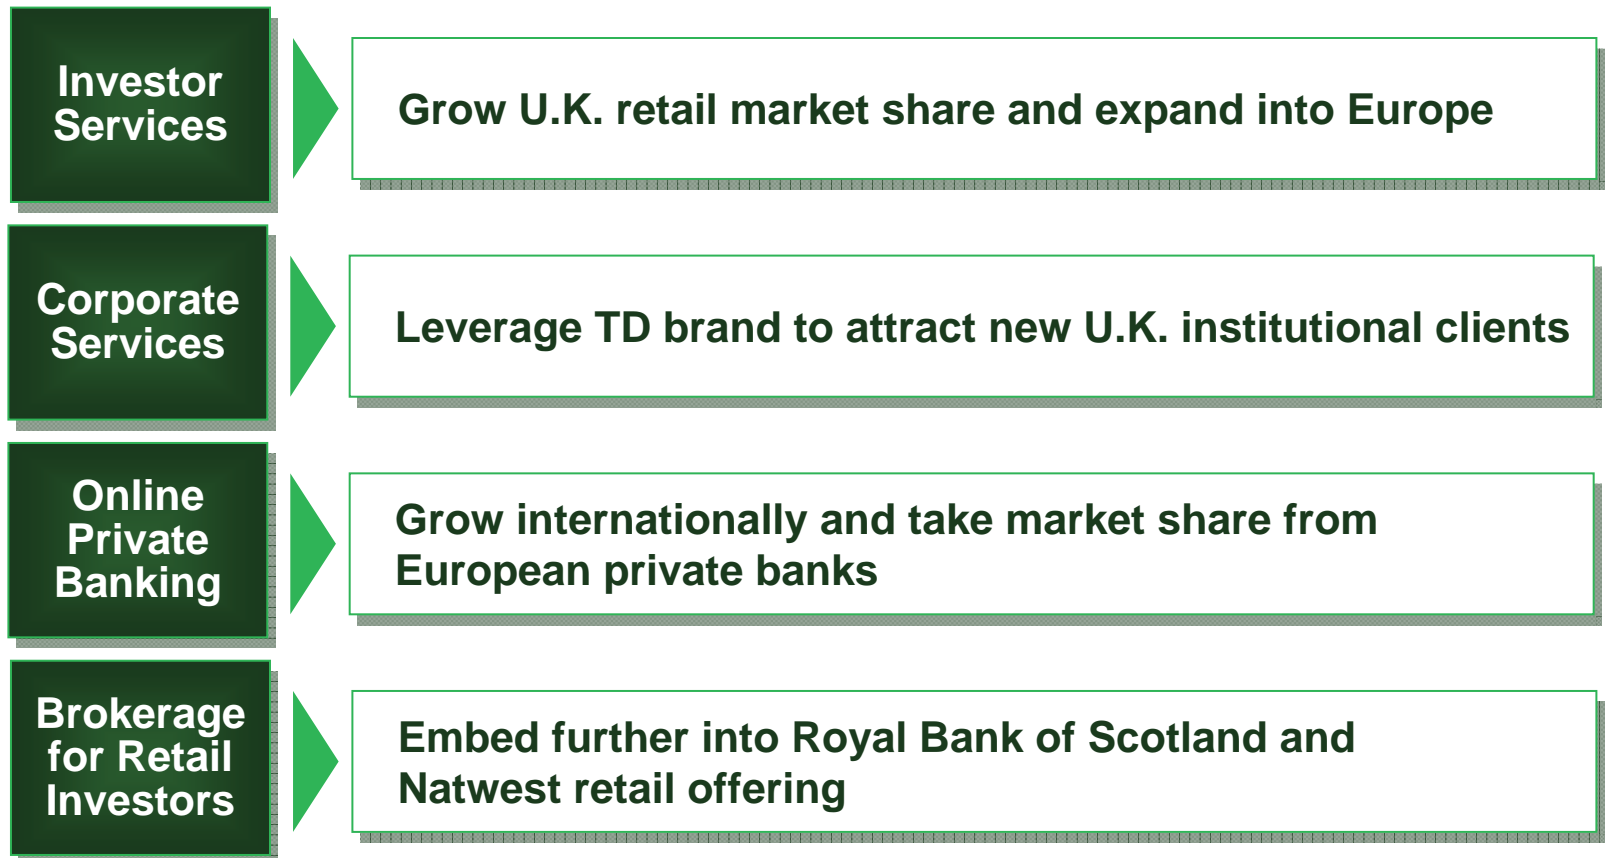 Investor
Services
Grow U.K. retail market share and expand into Europe
Corporate
Services
Leverage TD brand to attract new U.K. institutional clients
Online
Private
Banking
Grow internationally and take market share from
European private banks
Brokerage
for Retail
Investors
Embed further into Royal Bank of Scotland and
Natwest retail offering